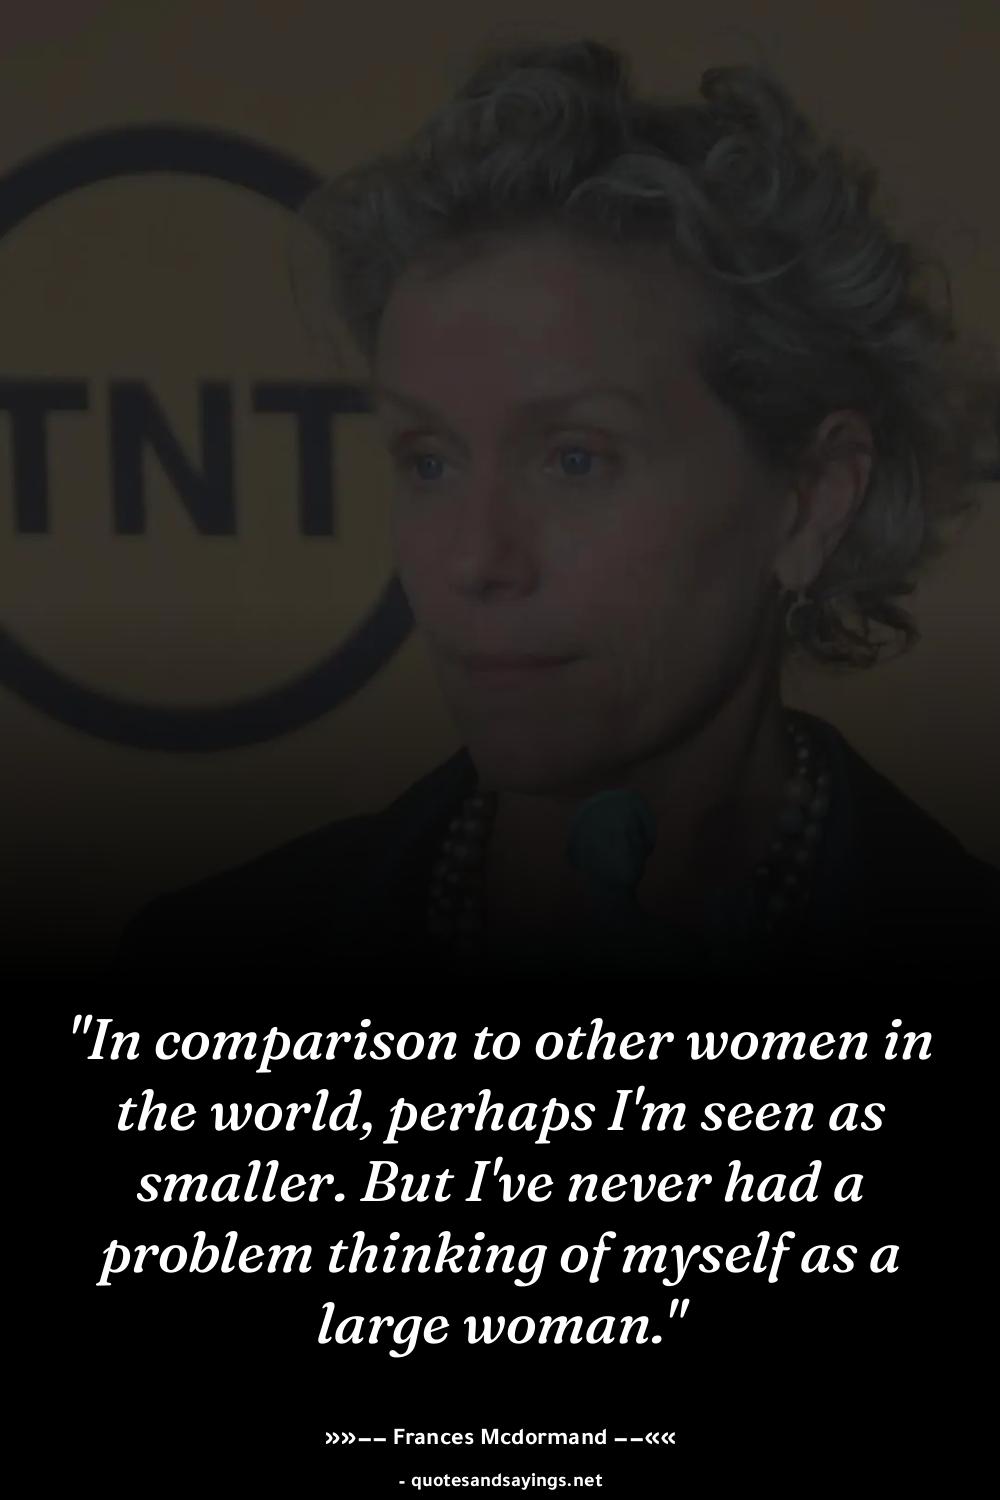 TNT
"In comparison to other women in
the world, perhaps I'm seen as
smaller. But I've never had a
problem thinking of myself as a
large woman."
»»−− Frances Mcdormand −−««
- quotesandsayings.net